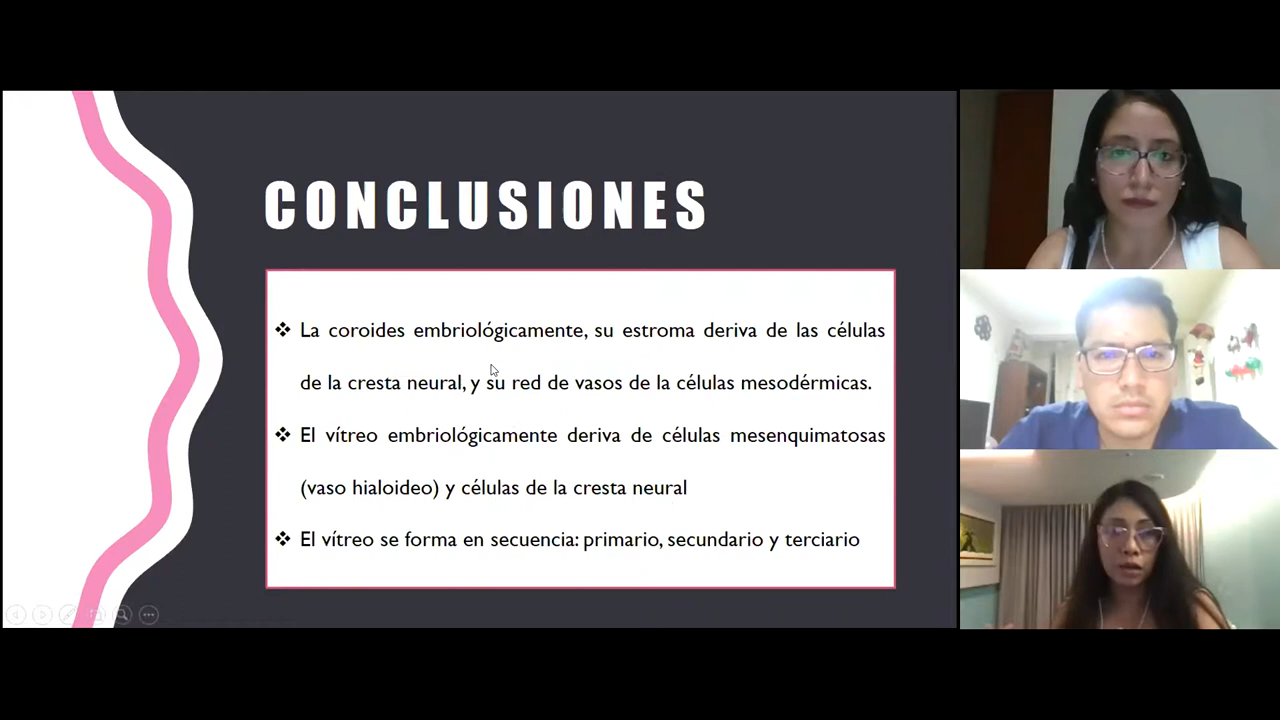 CONCLUSIONES
❖ La coroides embriológicamente, su estroma deriva de las células
de la cresta neural, y su red de vasos de la células mesodérmicas.
❖ El vítreo embriológicamente deriva de células mesenquimatosas
(vaso hialoideo) y células de la cresta neural
❖ El vítreo se forma en secuencia: primario, secundario y terciario